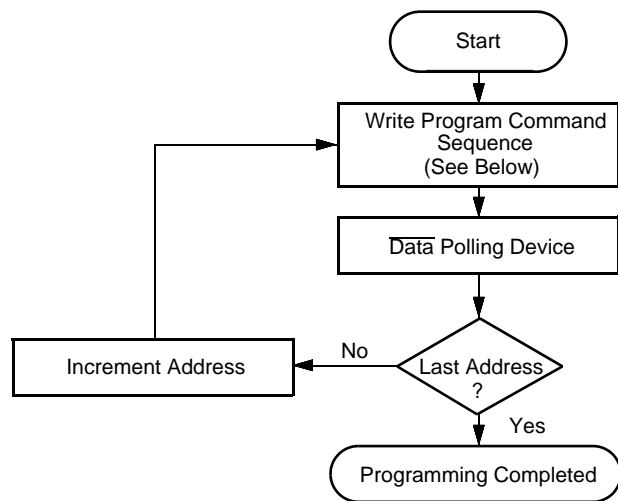 Start
Write Program Command
Sequence
(See Below)
Data Polling Device
No
Increment Address
Last Address
?
Yes
Programming Completed